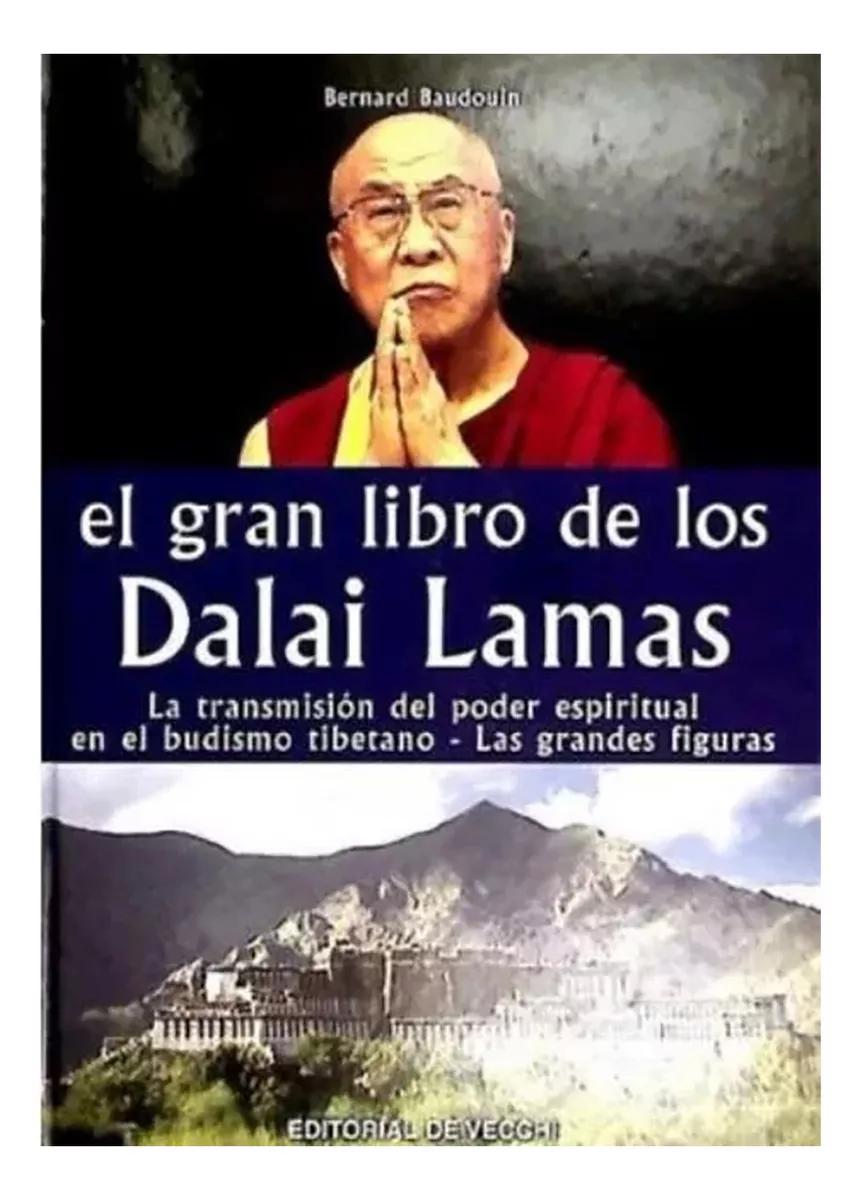 Bernard Baudouin
el gran libro de los
Dalai Lamas
La transmisión del poder espiritual
en el budismo tibetano - Las grandes figuras
EDITORIAL DE VECCHI